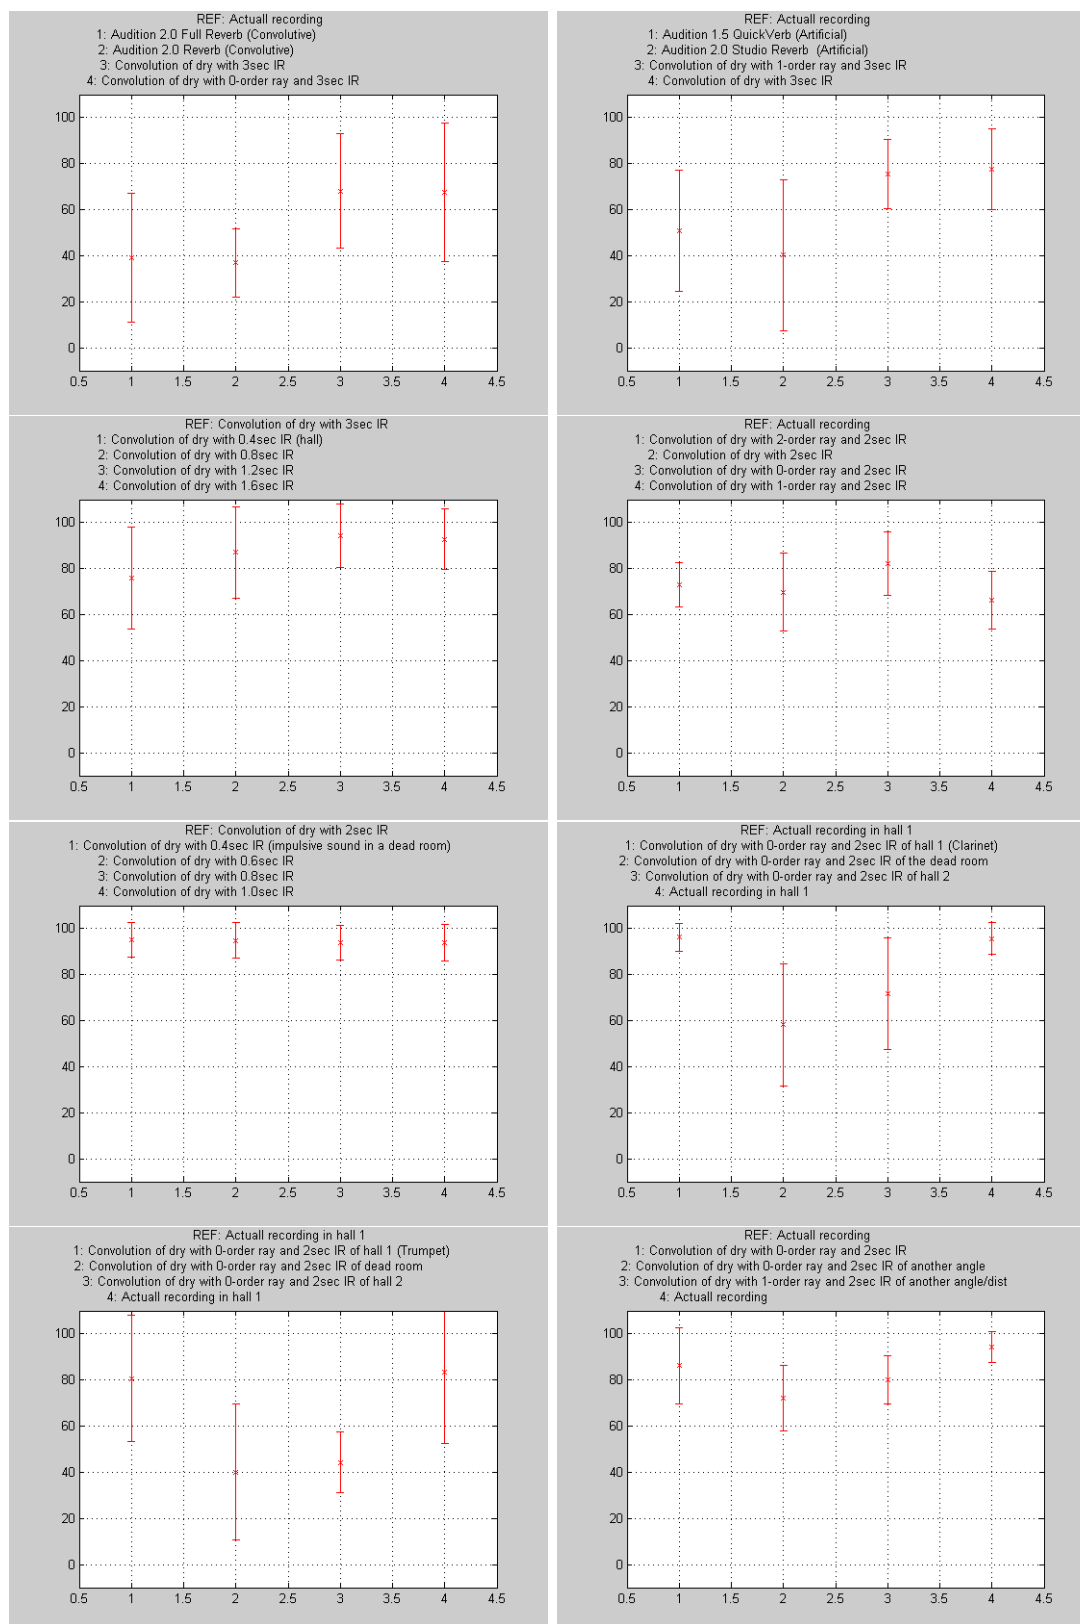 REF: Actuall recording
1: Audition 2.0 Full Reverb (Convolutive)
2: Audition 2.0 Reverb (Convolutive)
3: Convolution of dry with 3sec IR
4: Convolution of dry with 0-order ray and 3sec IR
100
80
60
40
20
0
0.5 1 1.5 2 2.5 3 3.5 4 4.5
REF: Actuall recording
1: Audition 1.5 QuickVerb (Artificial)
2: Audition 2.0 Studio Reverb (Artificial)
3: Convolution of dry with 1-order ray and 3sec IR
4: Convolution of dry with 3sec IR
100
80
60
40
20
0
0.5 1 1.5 2 2.5 3 3.5 4 4.5
REF: Convolution of dry with 3sec IR
1: Convolution of dry with 0.4sec IR (hall)
2: Convolution of dry with 0.8sec IR
3: Convolution of dry with 1.2sec IR
4: Convolution of dry with 1.6sec IR
100
80
60
40
20
0
0.5 1 1.5 2 2.5 3 3.5 4 4.5
REF: Actuall recording
1: Convolution of dry with 2-order ray and 2sec IR
2: Convolution of dry with 2sec IR
3: Convolution of dry with 0-order ray and 2sec IR
4: Convolution of dry with 1-order ray and 2sec IR
100
80
60
40
20
0
0.5 1 1.5 2 2.5 3 3.5 4 4.5
REF: Convolution of dry with 2sec IR
1: Convolution of dry with 0.4sec IR (impulsive sound in a dead room)
2: Convolution of dry with 0.6sec IR
3: Convolution of dry with 0.8sec IR
4: Convolution of dry with 1.0sec IR
100
80
60
40
20
0
0.5 1 1.5 2 2.5 3 3.5 4 4.5
REF: Actuall recording in hall 1
1: Convolution of dry with 0-order ray and 2sec IR of hall 1 (Clarinet)
2: Convolution of dry with 0-order ray and 2sec IR of the dead room
3: Convolution of dry with 0-order ray and 2sec IR of hall 2
4: Actuall recording in hall 1
100
80
60
40
20
0
0.5 1 1.5 2 2.5 3 3.5 4 4.5
REF: Actuall recording in hall 1
1: Convolution of dry with 0-order ray and 2sec IR of hall 1 (Trumpet)
2: Convolution of dry with 0-order ray and 2sec IR of dead room
3: Convolution of dry with 0-order ray and 2sec IR of hall 2
4: Actuall recording in hall 1
100
80
60
40
20
0
0.5 1 1.5 2 2.5 3 3.5 4 4.5
REF: Actuall recording
1: Convolution of dry with 0-order ray and 2sec IR
2: Convolution of dry with 0-order ray and 2sec IR of another angle
3: Convolution of dry with 1-order ray and 2sec IR of another angle/dist
4: Actuall recording
100
80
60
40
20
0
0.5 1 1.5 2 2.5 3 3.5 4 4.5